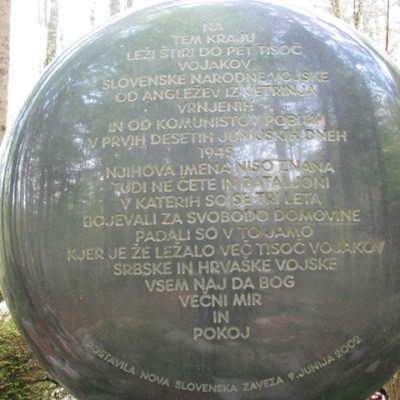 NA
TEM KRAJU
LEŽI ŠTIRI DO PET TISOČ
VOJAKOV
SLOVENSKE NARODNE VOJSKE
OD ANGLEŽEV IZ VETRINJA
VRNJENIH
IN OD KOMUNISTOV POBITIH
V PRVIH DESETIH JUNIJSKIH DNEH
1945
NJIHOVA IMENA NISO ZNANA
TUDI NE ČETE IN BATALJONI
V KATERIH SO SE TRI LETA
BOJEVALI ZA SVOBODO DOMOVINE
PADALI SO V TO JAMO
KJER JE ŽE LEŽALO VEČ TISOČ VOJAKOV
SRBSKE IN HRVAŠKE VOJSKE
VSEM NAJ DA BOG
VEČNI MIR
IN
POKOJ
POSTAVILA NOVA SLOVENSKA ZAVEZA 9. JUNIJA 2002